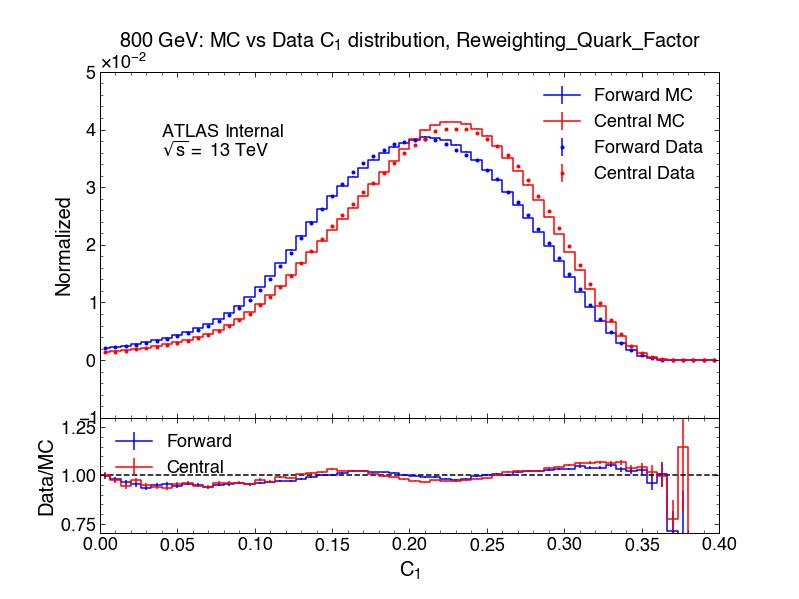 800 GeV: MC vs Data C₁ distribution, Reweighting_Quark_Factor
×10⁻²
5
4
3
2
1
0
−1
Normalized
ATLAS Internal
√s = 13 TeV
Forward MC
Central MC
Forward Data
Central Data
1.25
1.00
0.75
Data/MC
Forward
Central
0.00 0.05 0.10 0.15 0.20 0.25 0.30 0.35 0.40
C₁